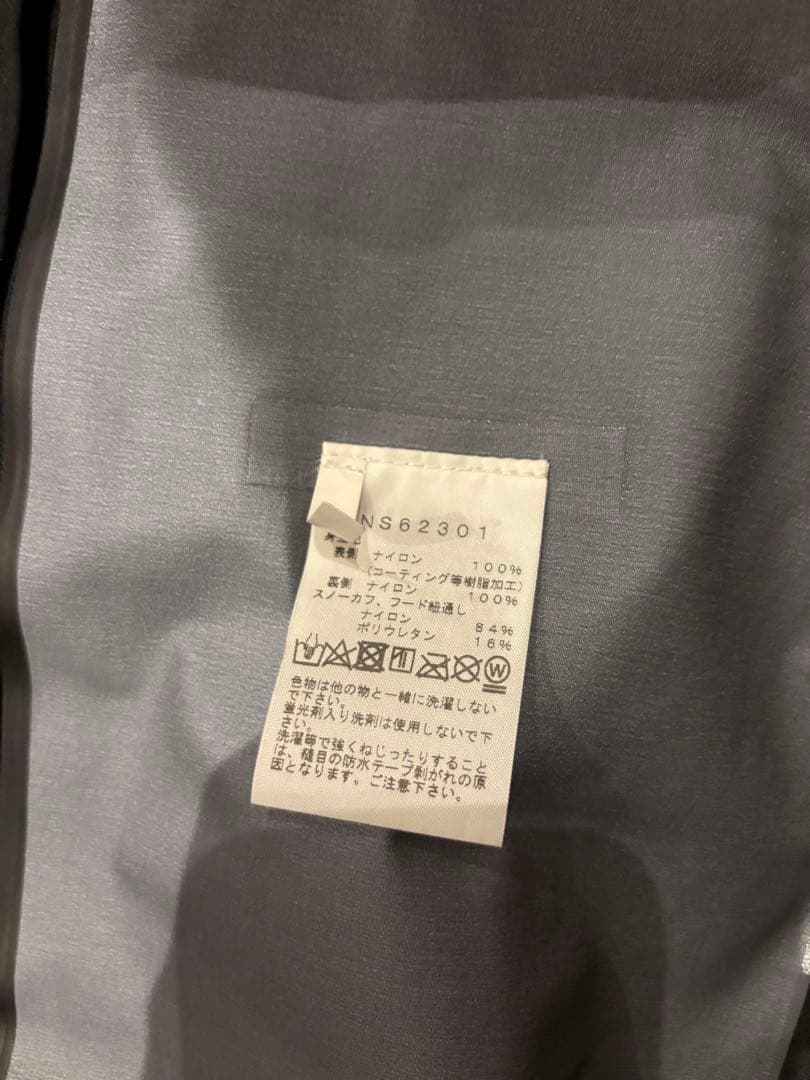 NS62301
表側 ナイロン 100%
(コーティング等樹脂加工)
裏側 ナイロン 100%
スノーカフ、フード紐通し
ナイロン 84%
ポリウレタン 16%
W
色物は他の物と一緒に洗濯しない
で下さい。
蛍光剤入り洗剤は使用しないで下
さい。
洗濯等で強くねじったりすること
は、縫目の防水テープ剝がれの原
因となります。ご注意下さい。